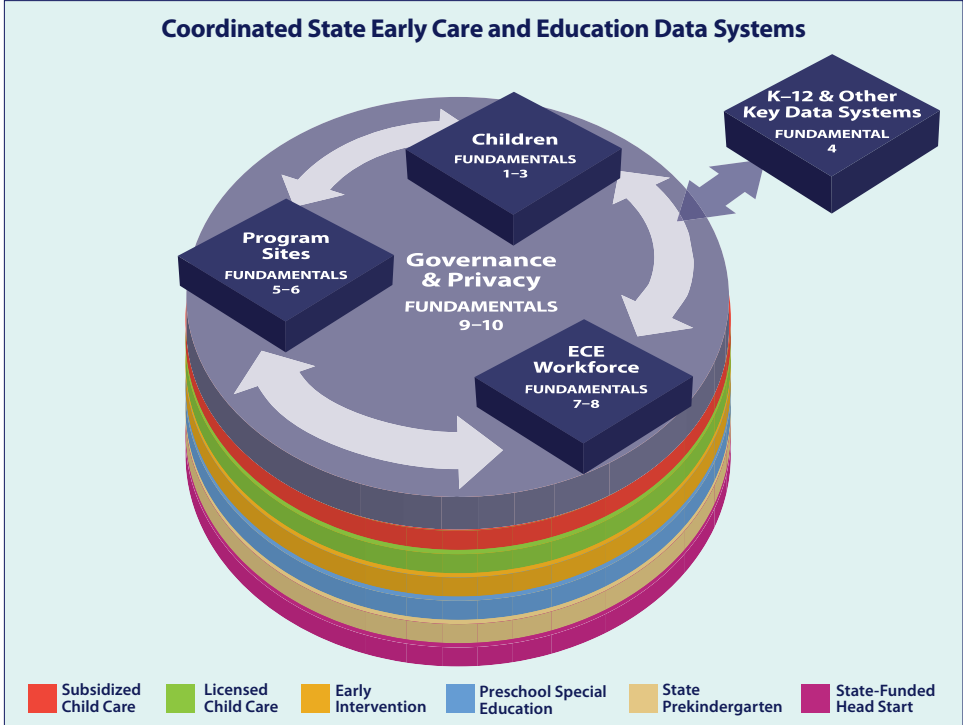 Coordinated State Early Care and Education Data Systems
K–12 & Other
Key Data Systems
FUNDAMENTAL
4
Children
FUNDAMENTALS
1–3
Program
Sites
FUNDAMENTALS
5–6
Governance
& Privacy
FUNDAMENTALS
9–10
ECE
Workforce
FUNDAMENTALS
7–8
Subsidized
Child Care
Licensed
Child Care
Early
Intervention
Preschool Special
Education
State
Prekindergarten
State-Funded
Head Start